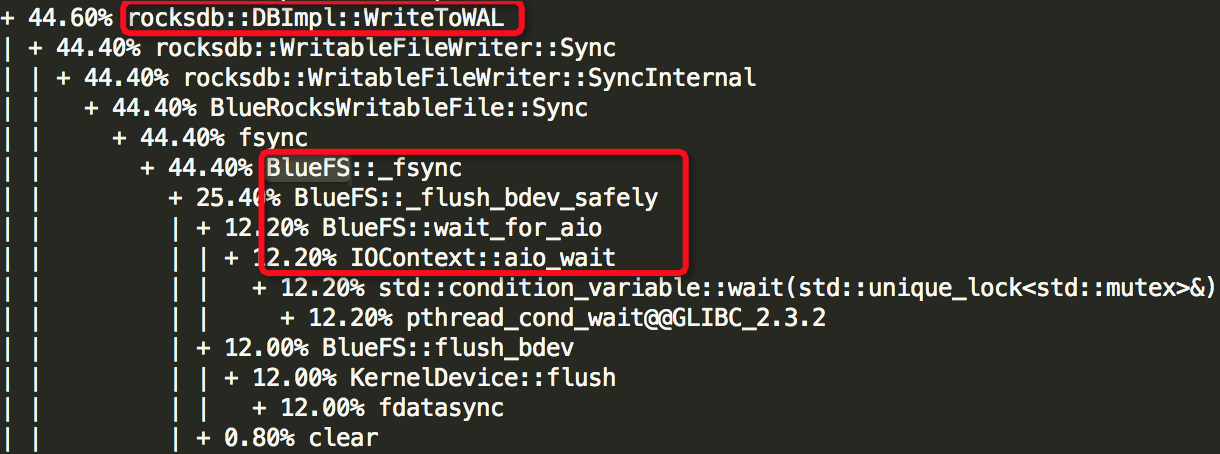 + 44.60% rocksdb::DBImpl::WriteToWAL
| + 44.40% rocksdb::WritableFileWriter::Sync
| | + 44.40% rocksdb::WritableFileWriter::SyncInternal
| |   + 44.40% BlueRocksWritableFile::Sync
| |     + 44.40% fsync
| |       + 44.40% BlueFS::_fsync
| |         + 25.40% BlueFS::_flush_bdev_safely
| |         | + 12.20% BlueFS::wait_for_aio
| |         | | + 12.20% IOContext::aio_wait
| |         |   + 12.20% std::condition_variable::wait(std::unique_lock<std::mutex>&)
| |         |     + 12.20% pthread_cond_wait@@GLIBC_2.3.2
| |         | + 12.00% BlueFS::flush_bdev
| |         | | + 12.00% KernelDevice::flush
| |         |   + 12.00% fdatasync
| |         | + 0.80% clear